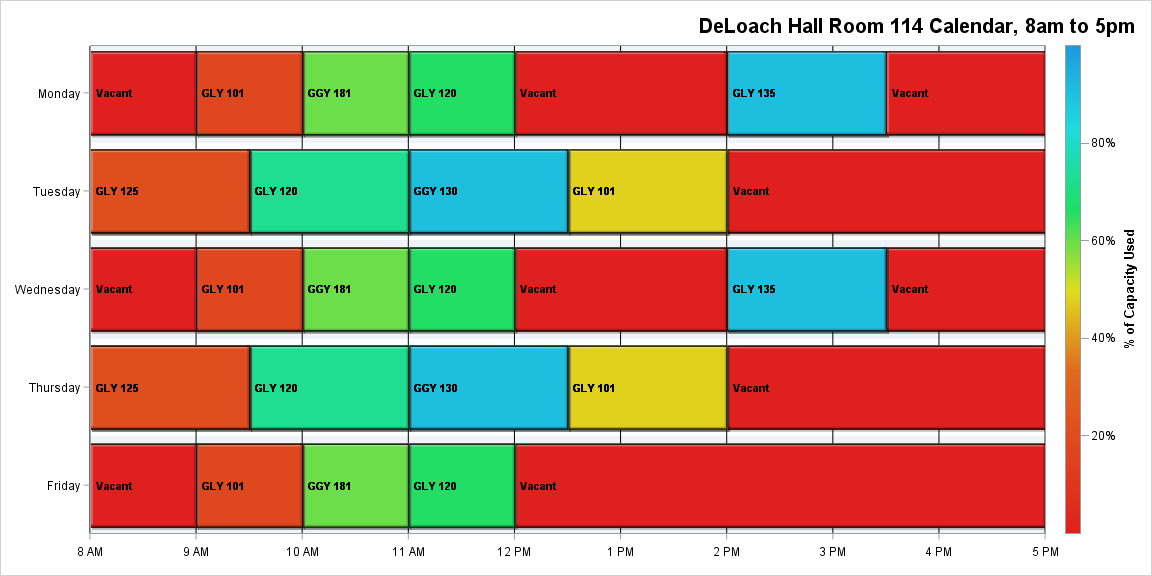 DeLoach Hall Room 114 Calendar, 8am to 5pm
Monday
Vacant
GLY 101
GGY 181
GLY 120
Vacant
GLY 135
Vacant
Tuesday
GLY 125
GLY 120
GGY 130
GLY 101
Vacant
Wednesday
Vacant
GLY 101
GGY 181
GLY 120
Vacant
GLY 135
Vacant
Thursday
GLY 125
GLY 120
GGY 130
GLY 101
Vacant
Friday
Vacant
GLY 101
GGY 181
GLY 120
Vacant
8 AM
9 AM
10 AM
11 AM
12 PM
1 PM
2 PM
3 PM
4 PM
5 PM
80%
60%
40%
20%
% of Capacity Used